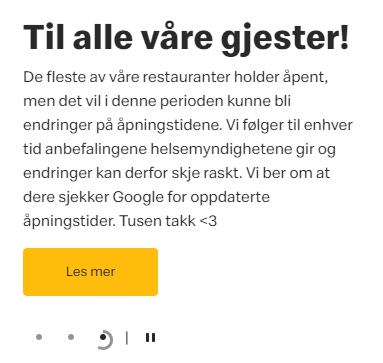 Til alle våre gjester!
De fleste av våre restauranter holder åpent,
men det vil i denne perioden kunne bli
endringer på åpningstidene. Vi følger til enhver
tid anbefalingene helsemyndighetene gir og
endringer kan derfor skje raskt. Vi ber om at
dere sjekker Google for oppdaterte
åpningstider. Tusen takk <3
Les mer